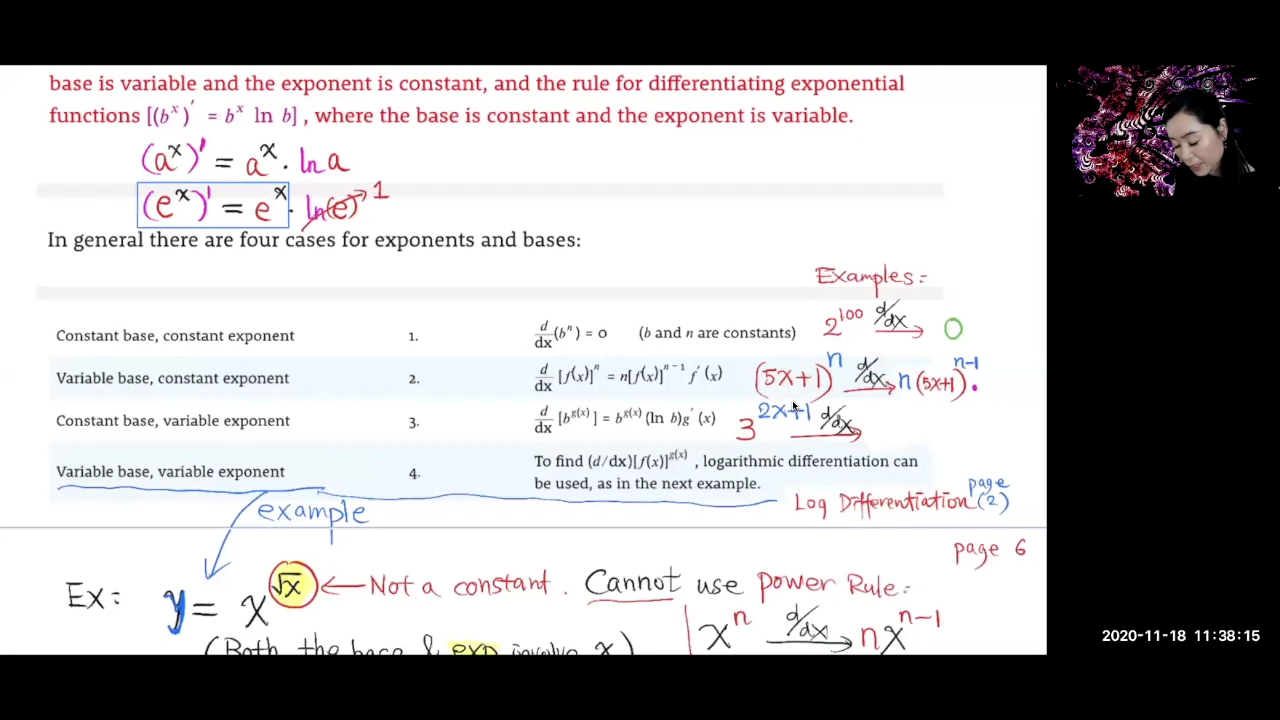 base is variable and the exponent is constant, and the rule for differentiating exponential
functions [(b^x)′ = b^x ln b], where the base is constant and the exponent is variable.
(a^x)' = a^x · ln a
(e^x)' = e^x · ln(e) → 1
In general there are four cases for exponents and bases:
Examples:
Constant base, constant exponent 1. d/dx (b^n) = 0 (b and n are constants) 2^100 d/dx → 0
Variable base, constant exponent 2. d/dx [f(x)]^n = n[f(x)]^(n-1) f′(x) (5x+1)^n d/dx → n(5x+1)^(n-1) ·
Constant base, variable exponent 3. d/dx [b^g(x)] = b^g(x) (ln b)g′(x) 3^(2x+1) d/dx →
Variable base, variable exponent 4. To find (d/dx)[f(x)]^g(x), logarithmic differentiation can
be used, as in the next example.
Log Differentiation page (2)
example
page 6
Ex: y = x^√x ← Not a constant. Cannot use power Rule:
x^n d/dx → nx^(n-1)
(Both the base & exp involve x)
2020-11-18 11:38:15